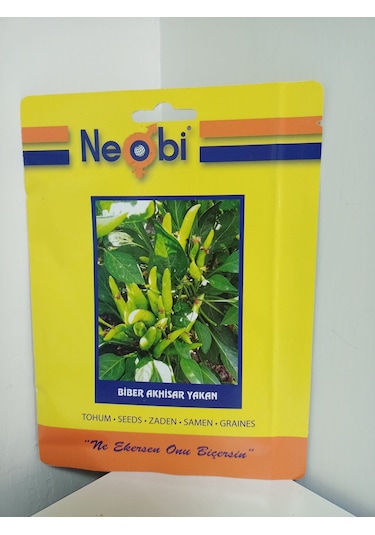 Neobi®
BİBER AKHİSAR YAKAN
TOHUM • SEEDS • ZADEN • SAMEN • GRAINES
"Ne Ekersen Onu Biçersin"